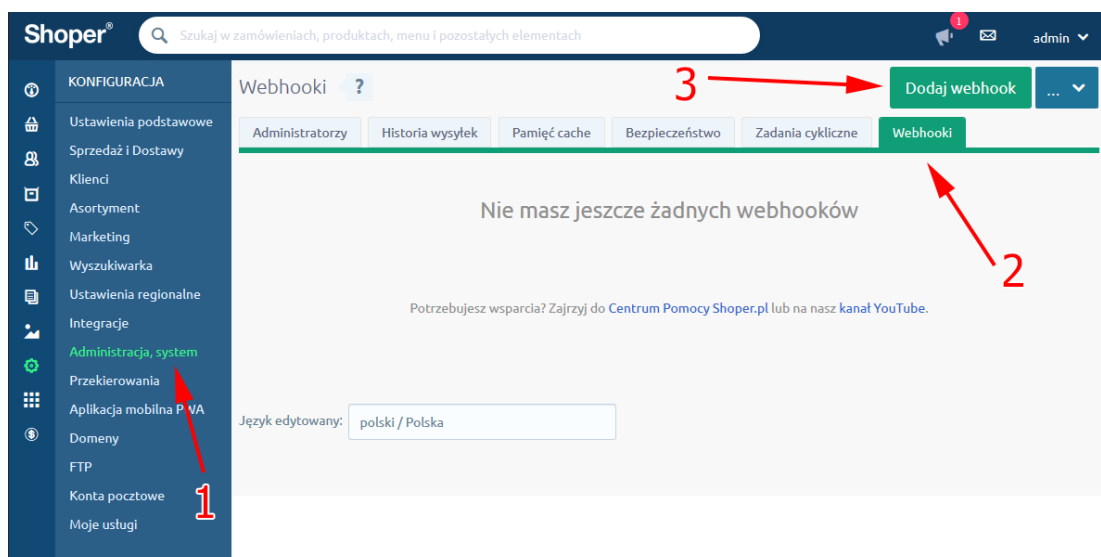 Shoper®
Szukaj w zamówieniach, produktach, menu i pozostałych elementach
1
admin
KONFIGURACJA
Ustawienia podstawowe
Sprzedaż i Dostawy
Klienci
Asortyment
Marketing
Wyszukiwarka
Ustawienia regionalne
Integracje
Administracja, system
Przekierowania
Aplikacja mobilna PWA
Domeny
FTP
Konta pocztowe
Moje usługi
1
Webhooki ?
3
Dodaj webhook
...
Administratorzy
Historia wysyłek
Pamięć cache
Bezpieczeństwo
Zadania cykliczne
Webhooki
Nie masz jeszcze żadnych webhooków
2
Potrzebujesz wsparcia? Zajrzyj do Centrum Pomocy Shoper.pl lub na nasz kanał YouTube.
Język edytowany: polski / Polska